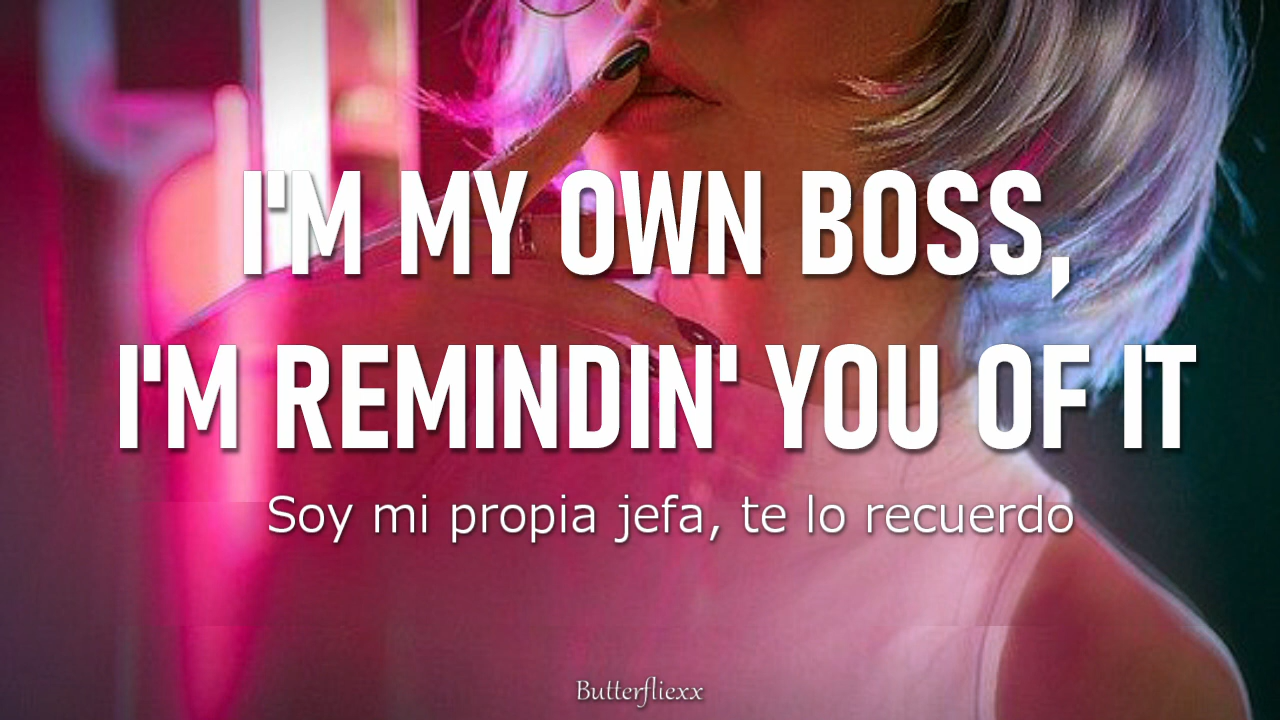 I'M MY OWN BOSS,
I'M REMINDIN' YOU OF IT
Soy mi propia jefa, te lo recuerdo
Butterfliexx